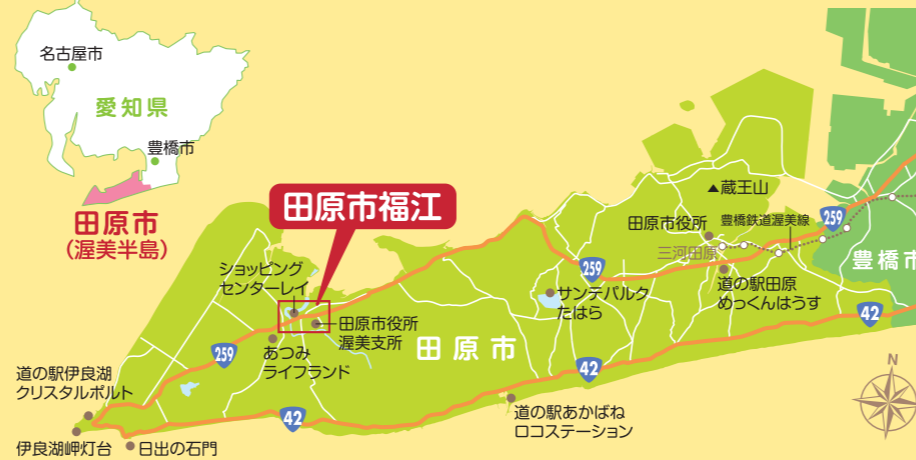 名古屋市
愛知県
豊橋市
田原市
(渥美半島)
田原市福江
ショッピング
センターレイ
田原市役所
渥美支所
あつみ
ライフランド
259
道の駅伊良湖
クリスタルポルト
伊良湖岬灯台
日出の石門
42
田原市
259
サンテパルク
たはら
42
道の駅あかばね
ロコステーション
▲蔵王山
田原市役所
豊橋鉄道渥美線
三河田原
道の駅田原
めっくんはうす
259
豊橋市
42
N